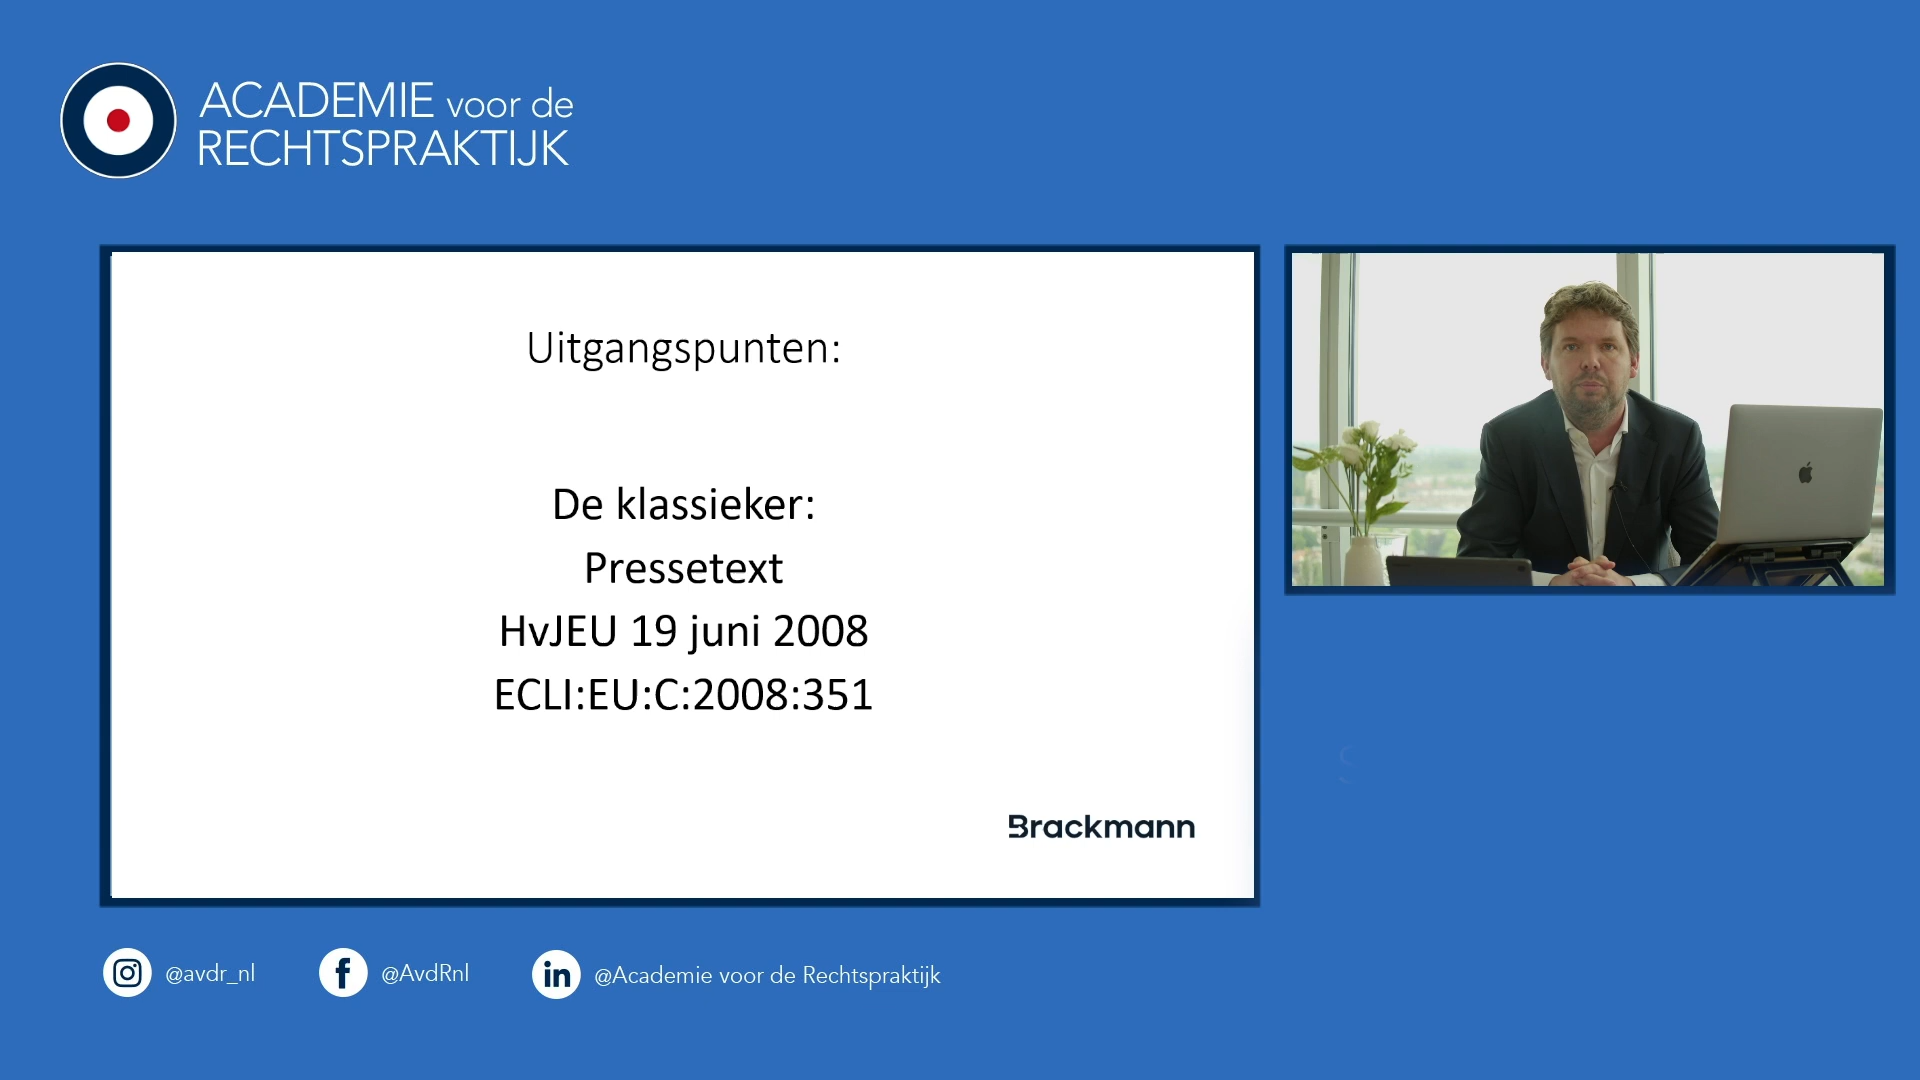 ACADEMIE voor de
RECHTSPRAKTIJK
Uitgangspunten:
De klassieker:
Pressetext
HvJEU 19 juni 2008
ECLI:EU:C:2008:351
Brackmann
@avdr_nl
@AvdRnl
@Academie voor de Rechtspraktijk